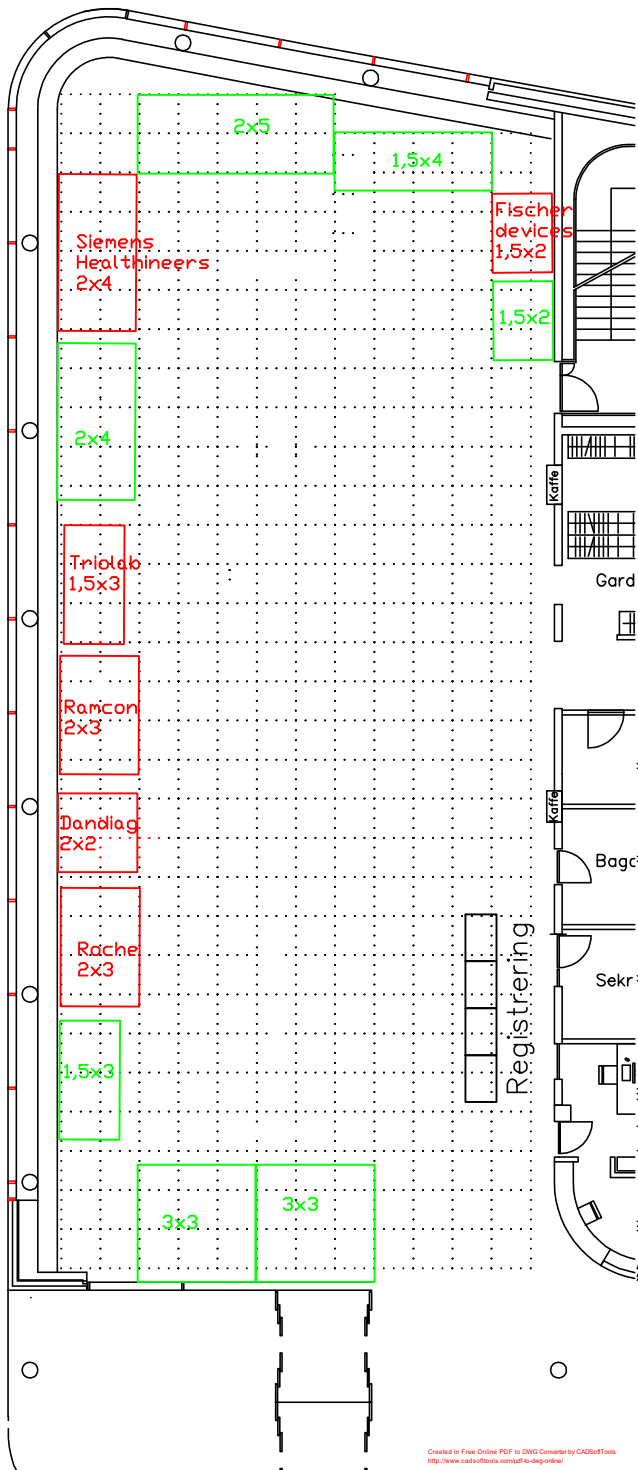 2x5
1,5x4
Fischer
devices
1,5x2
Siemens
Healthineers
2x4
1,5x2
2x4
Kaffe
Triolab
1,5x3
Gard
Ramcon
2x3
Kaffe
Dandiag
2x2
Bagc
Roche
2x3
Registrering
Sekr
1,5x3
3x3
3x3
Created in Free Online PDF to DWG Converter by CADSoftTools
http://www.cadsofttools.com/pdf-to-dwg-online/